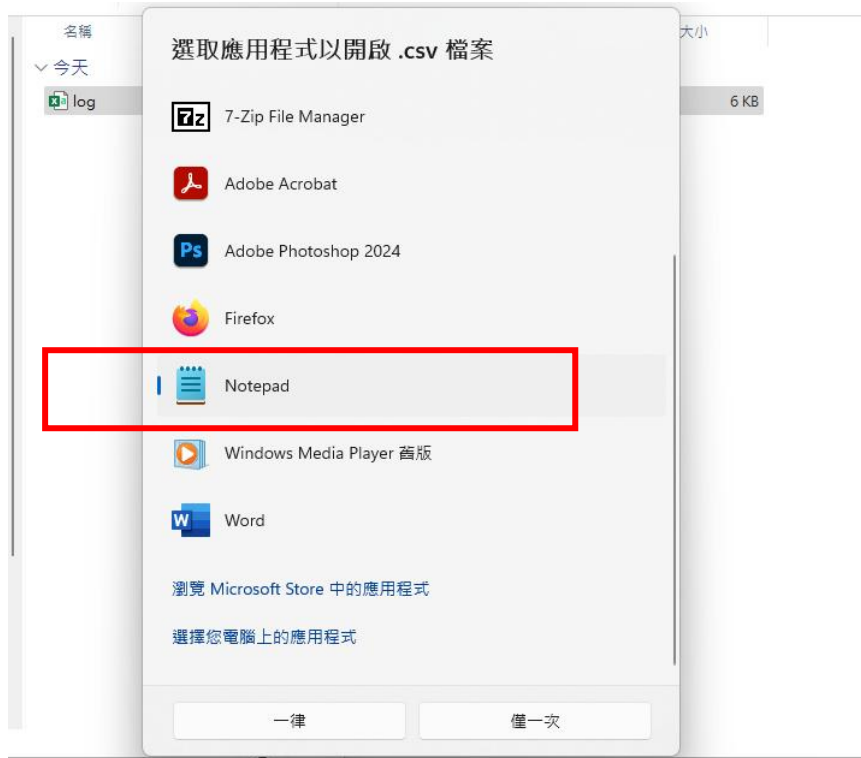 名稱
大小
今天
log
6 KB
選取應用程式以開啟 .csv 檔案
7z
7-Zip File Manager
Adobe Acrobat
Ps
Adobe Photoshop 2024
Firefox
Notepad
Windows Media Player 舊版
W
Word
瀏覽 Microsoft Store 中的應用程式
選擇您電腦上的應用程式
一律
僅一次